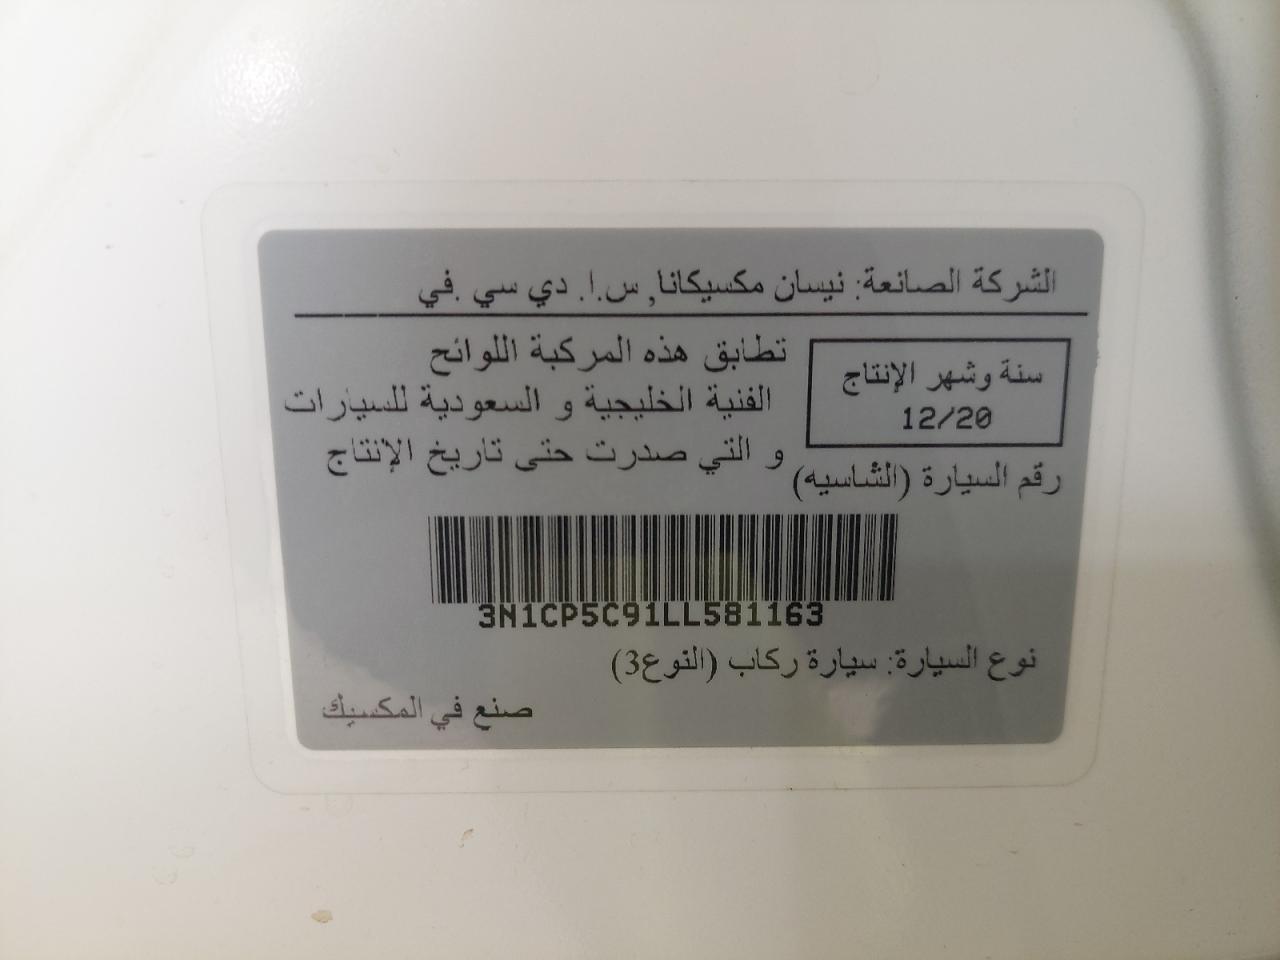 الشركة الصانعة: نيسان مكسيكانا, س.ا. دي سي .في
سنة وشهر الإنتاج
12/20
تطابق هذه المركبة اللوائح
الفنية الخليجية و السعودية للسيارات
و التي صدرت حتى تاريخ الإنتاج
رقم السيارة (الشاسيه)
3N1CP5C91LL581163
نوع السيارة: سيارة ركاب (النوع3)
صنع في المكسيك